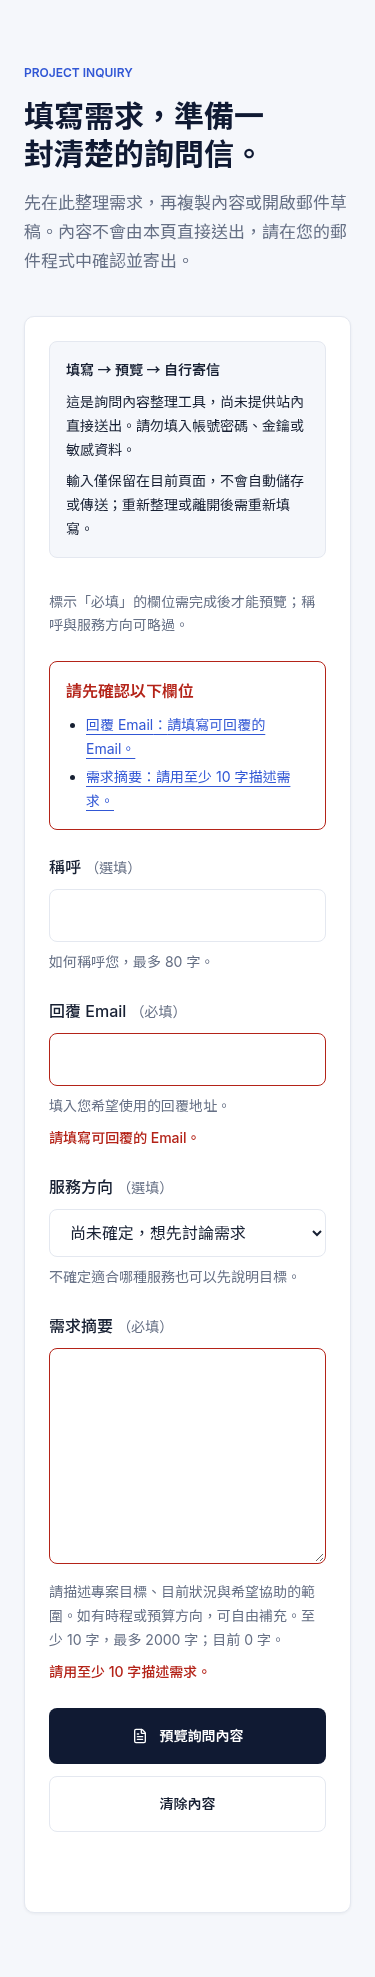 PROJECT INQUIRY
填寫需求，準備一
封清楚的詢問信。
先在此整理需求，再複製內容或開啟郵件草
稿。內容不會由本頁直接送出，請在您的郵
件程式中確認並寄出。
填寫 → 預覽 → 自行寄信
這是詢問內容整理工具，尚未提供站內
直接送出。請勿填入帳號密碼、金鑰或
敏感資料。
輸入僅保留在目前頁面，不會自動儲存
或傳送；重新整理或離開後需重新填
寫。
標示「必填」的欄位需完成後才能預覽；稱
呼與服務方向可略過。
請先確認以下欄位
回覆 Email：請填寫可回覆的
Email。
需求摘要：請用至少 10 字描述需
求。
稱呼（選填）
如何稱呼您，最多 80 字。
回覆 Email（必填）
填入您希望使用的回覆地址。
請填寫可回覆的 Email。
服務方向（選填）
尚未確定，想先討論需求
不確定適合哪種服務也可以先說明目標。
需求摘要（必填）
請描述專案目標、目前狀況與希望協助的範
圍。如有時程或預算方向，可自由補充。至
少 10 字，最多 2000 字；目前 0 字。
請用至少 10 字描述需求。
預覽詢問內容
清除內容